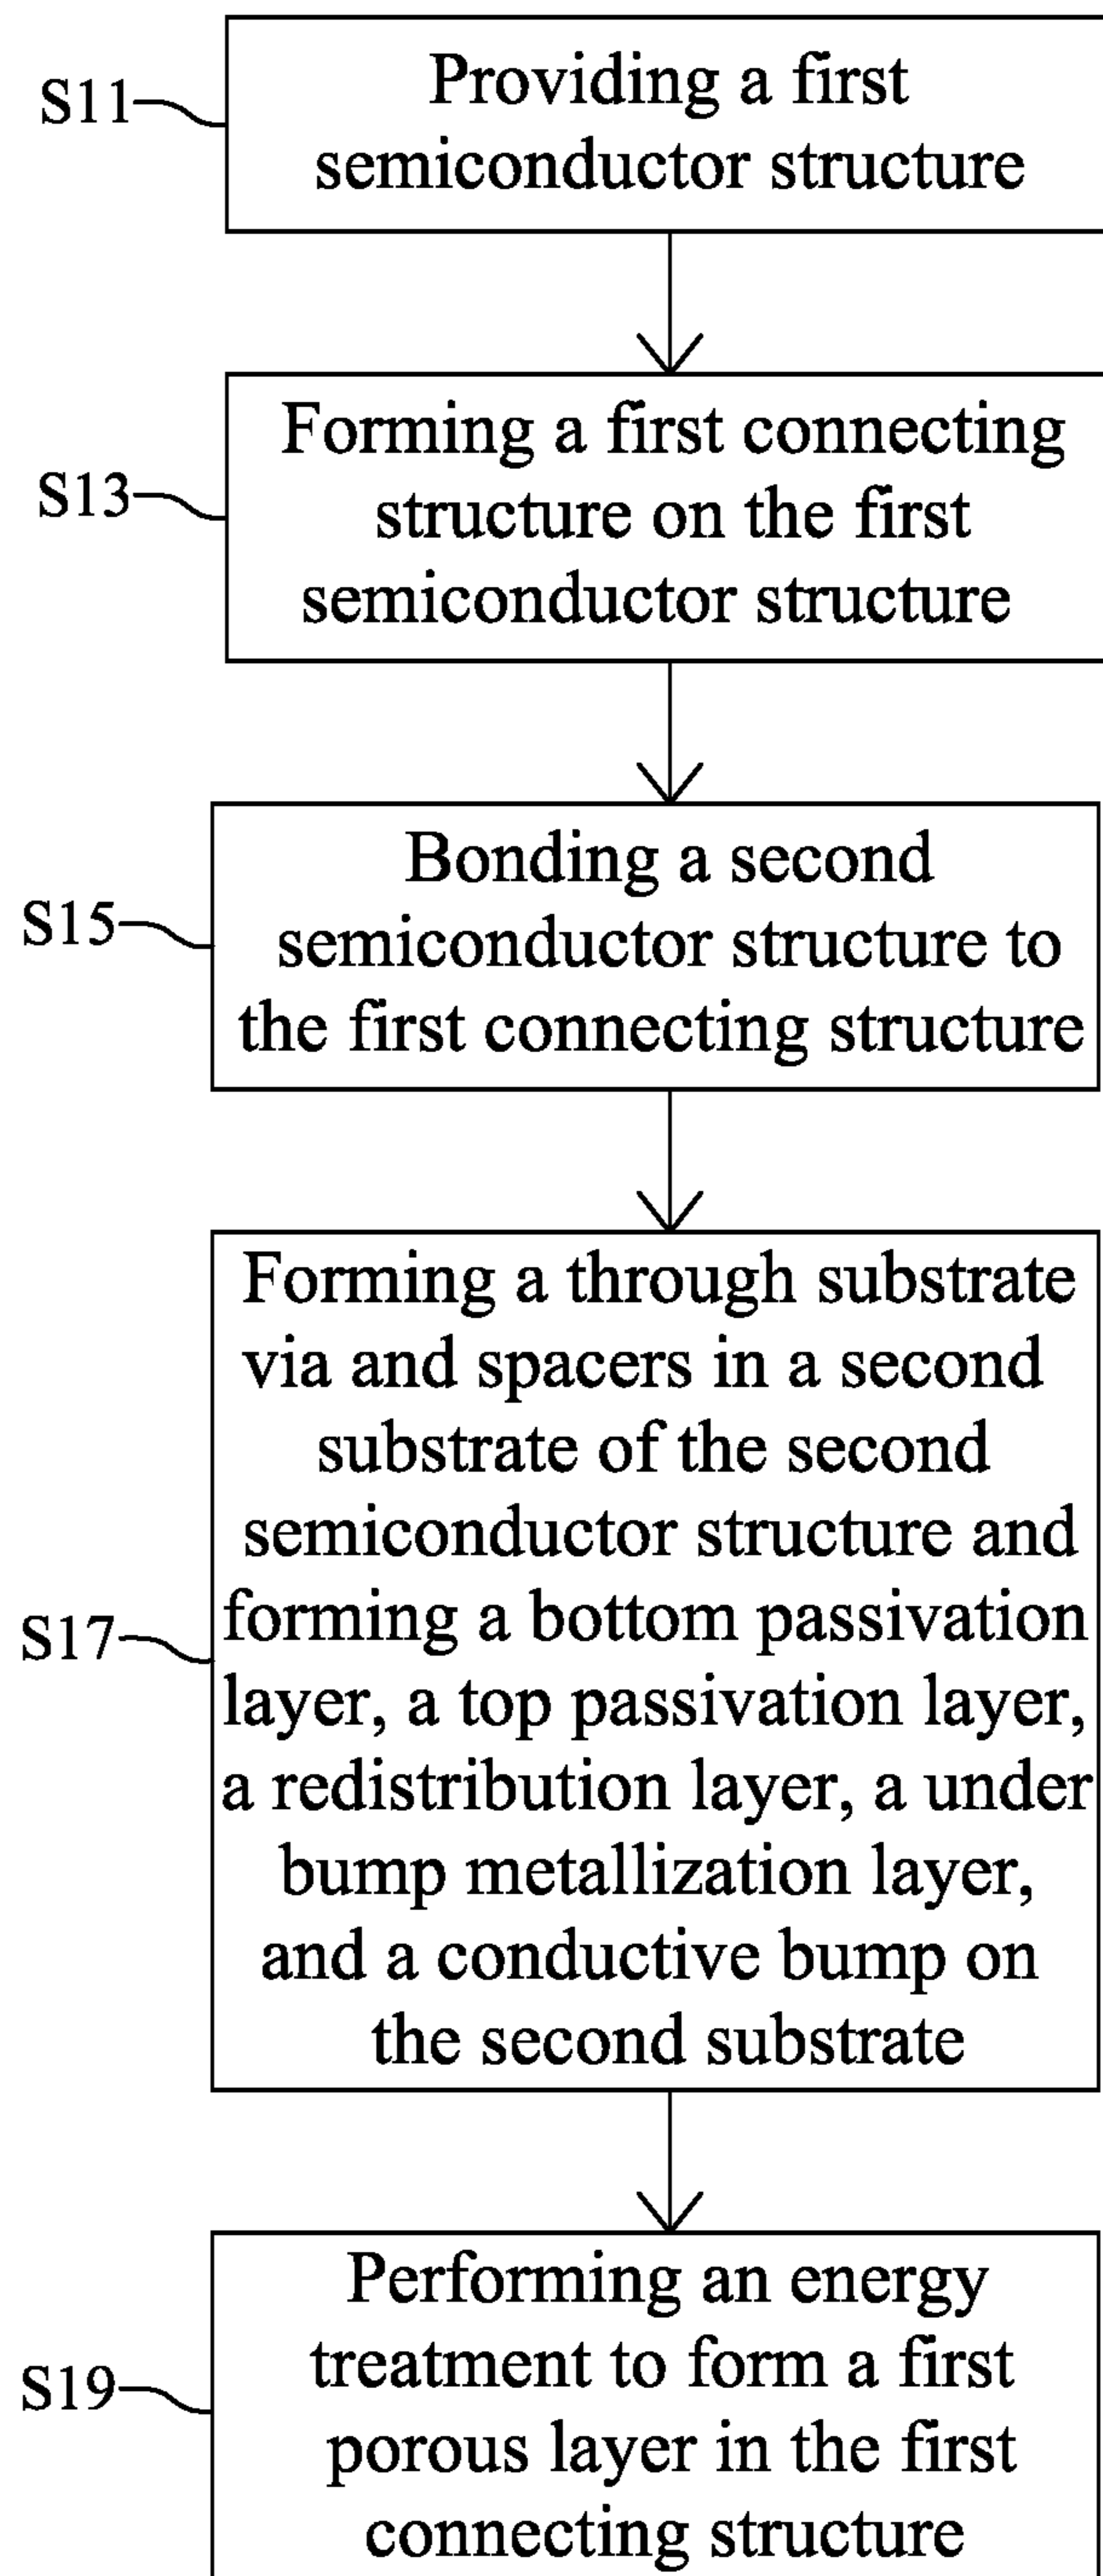 S11
Providing a first
semiconductor structure
S13
Forming a first connecting
structure on the first
semiconductor structure
S15
Bonding a second
semiconductor structure to
the first connecting structure
S17
Forming a through substrate
via and spacers in a second
substrate of the second
semiconductor structure and
forming a bottom passivation
layer, a top passivation layer,
a redistribution layer, a under
bump metallization layer,
and a conductive bump on
the second substrate
S19
Performing an energy
treatment to form a first
porous layer in the first
connecting structure